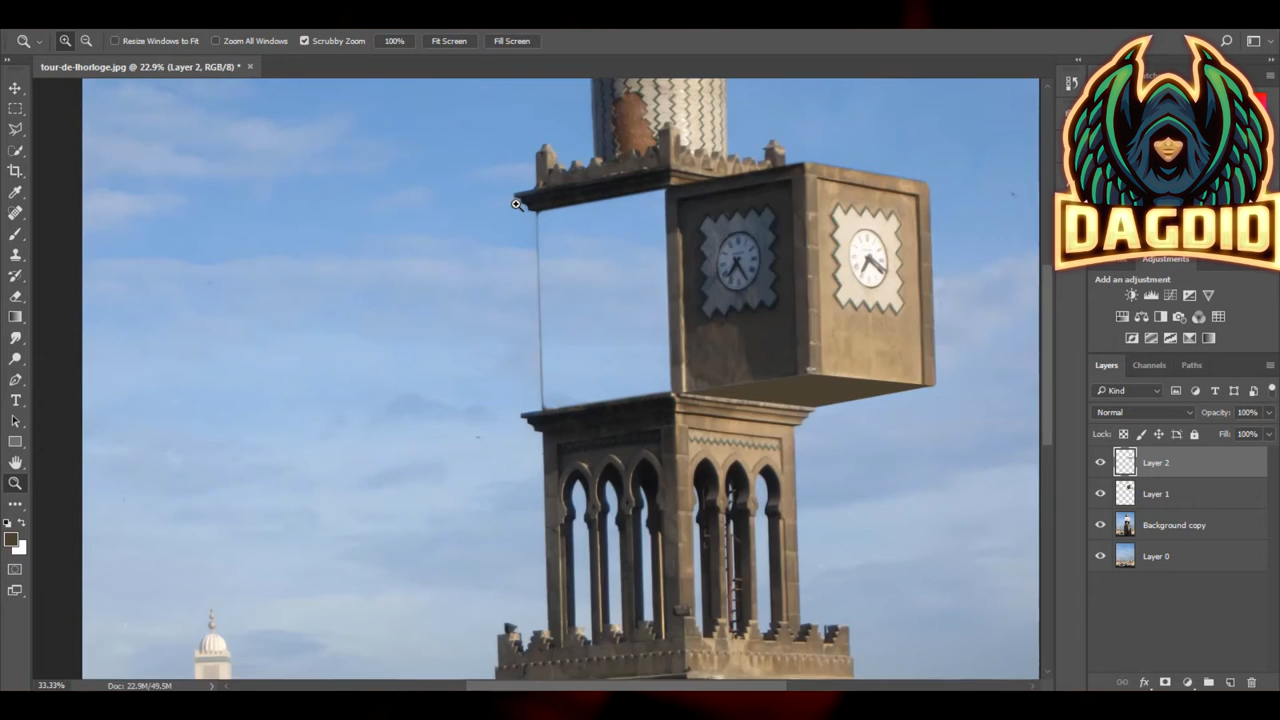 Resize Windows to Fit Zoom All Windows Scrubby Zoom 100% Fit Screen Fill Screen
tour-de-lhorloge.jpg @ 22.9% (Layer 2, RGB/8) * ×
DAGDID
Adjustments
Add an adjustment
Layers Channels Paths
Kind
Normal Opacity: 100%
Lock: Fill: 100%
Layer 2
Layer 1
Background copy
Layer 0
33.33% Doc: 22.9M/49.5M